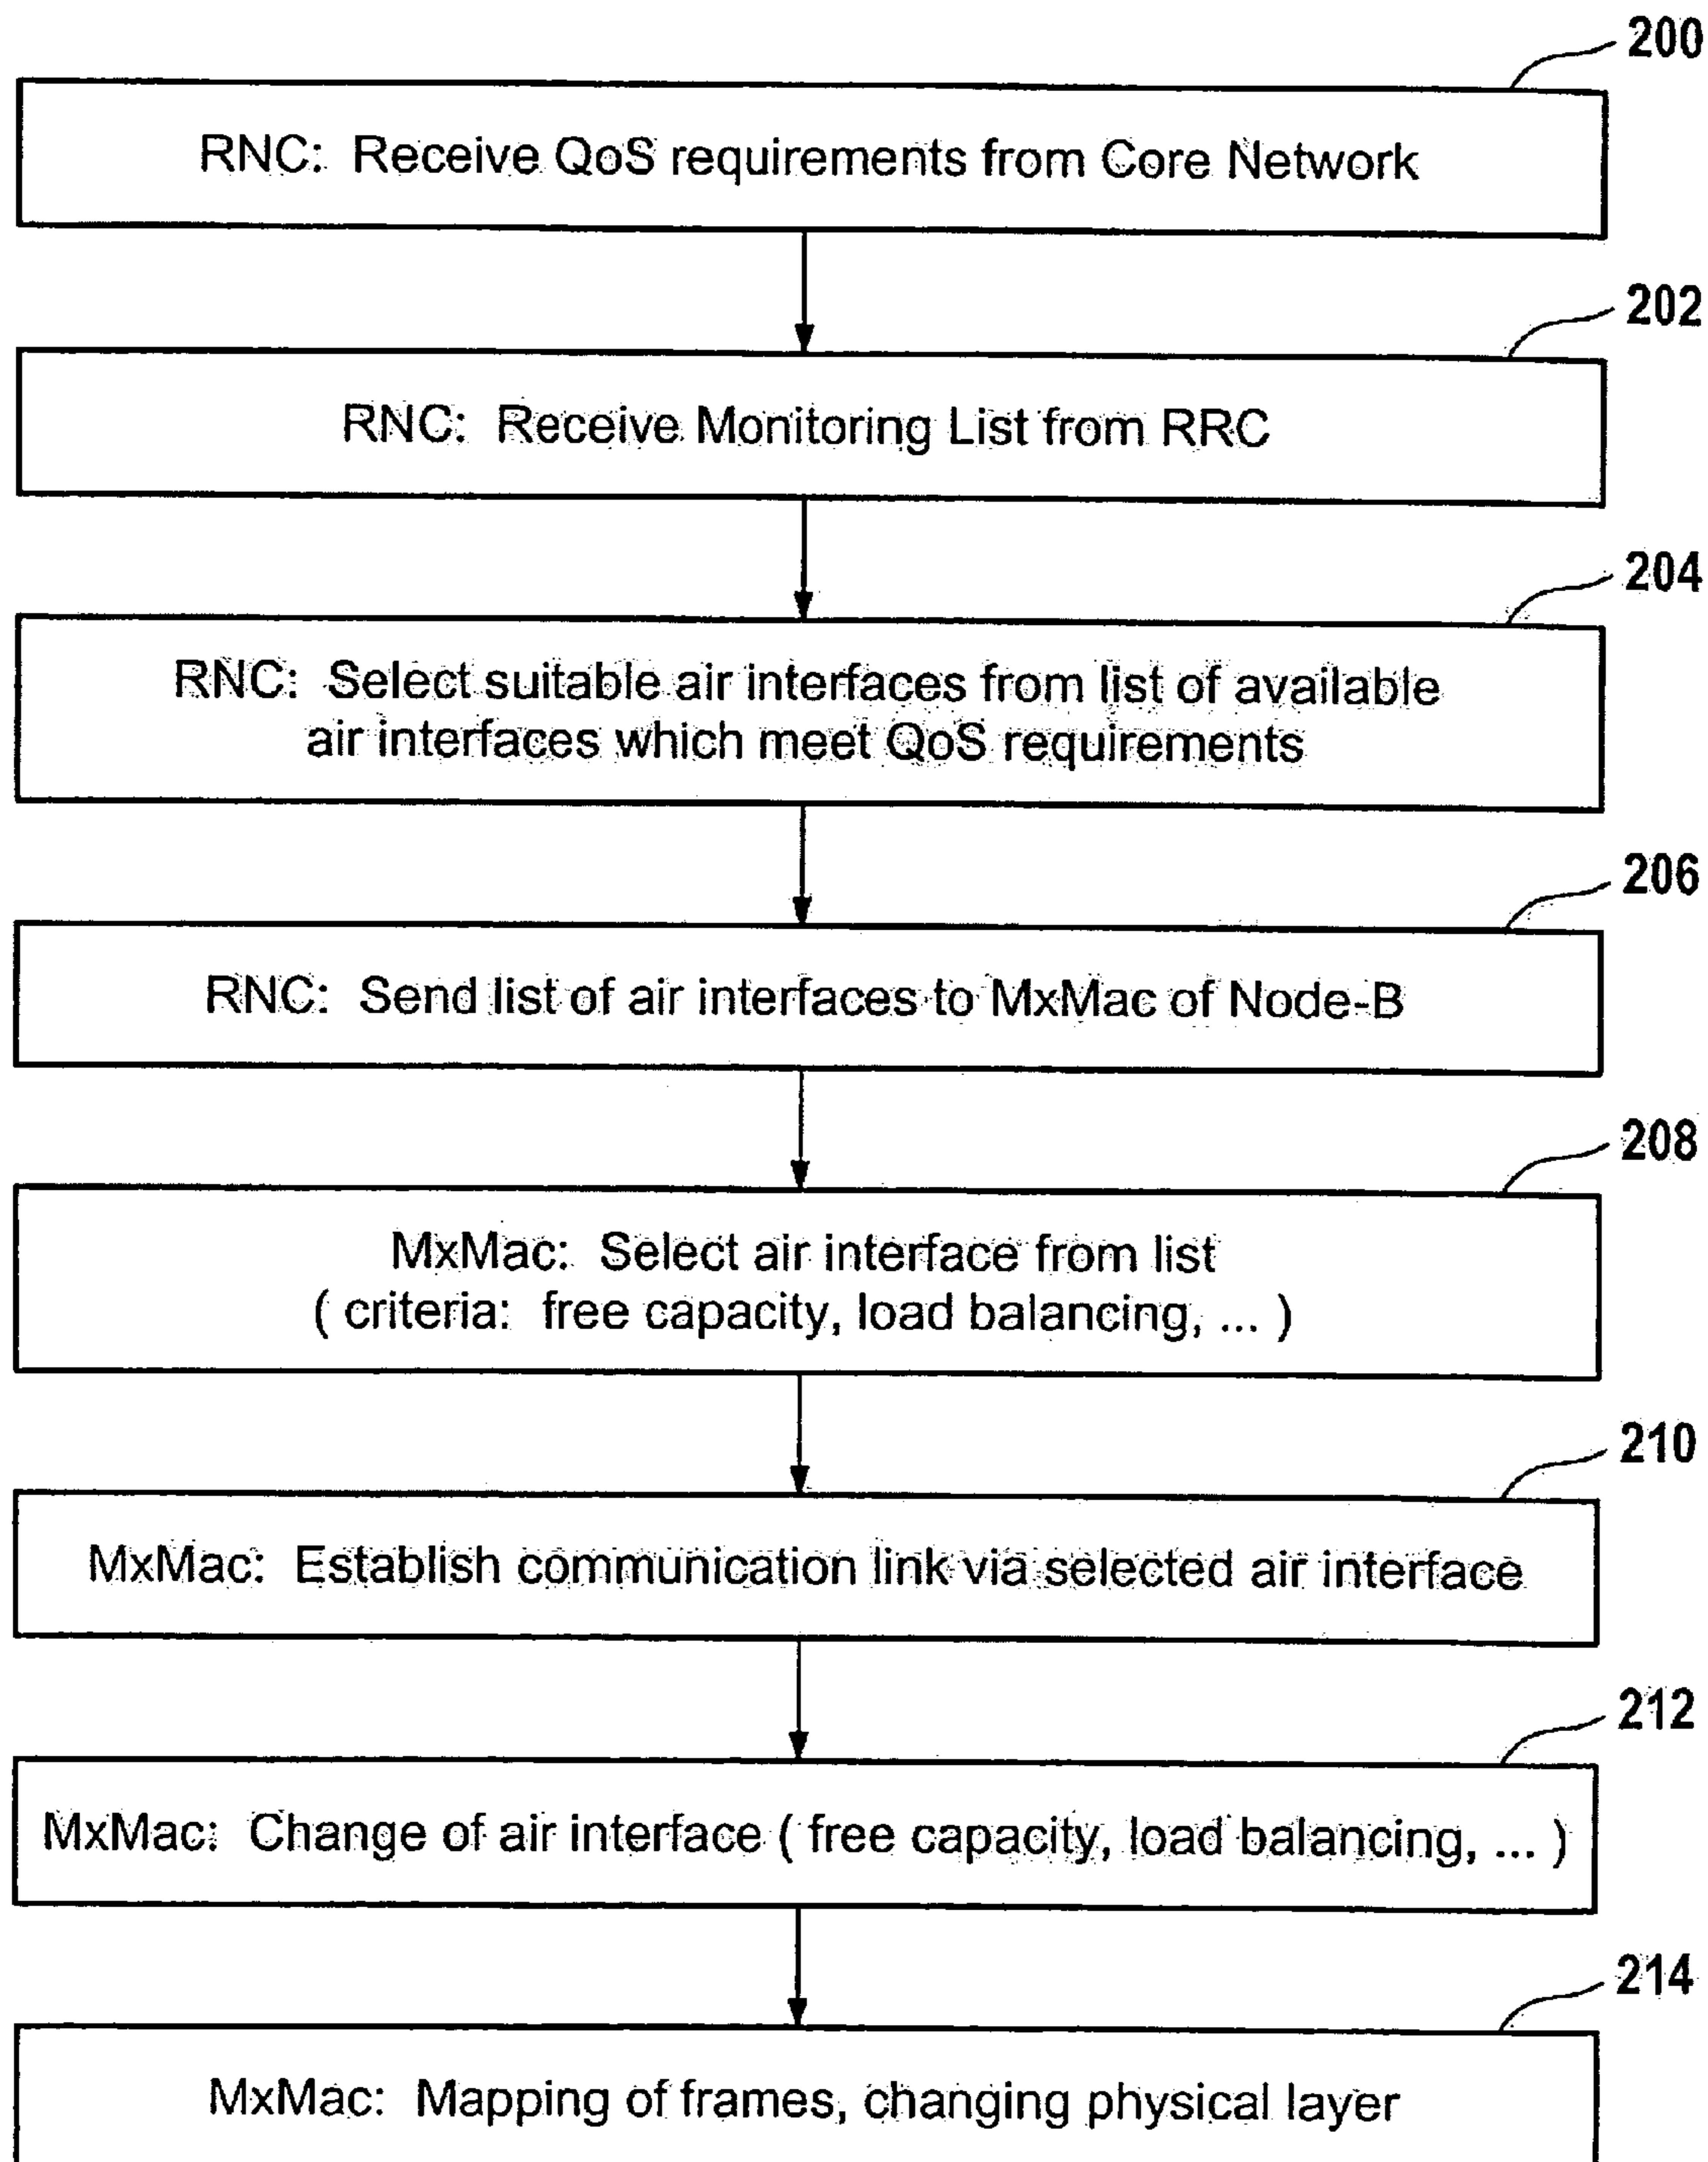 200
RNC: Receive QoS requirements from Core Network
202
RNC: Receive Monitoring List from RRC
204
RNC: Select suitable air interfaces from list of available
air interfaces which meet QoS requirements
206
RNC: Send list of air interfaces to MxMac of Node-B
208
MxMac: Select air interface from list
( criteria: free capacity, load balancing, ... )
210
MxMac: Establish communication link via selected air interface
212
MxMac: Change of air interface ( free capacity, load balancing, ... )
214
MxMac: Mapping of frames, changing physical layer